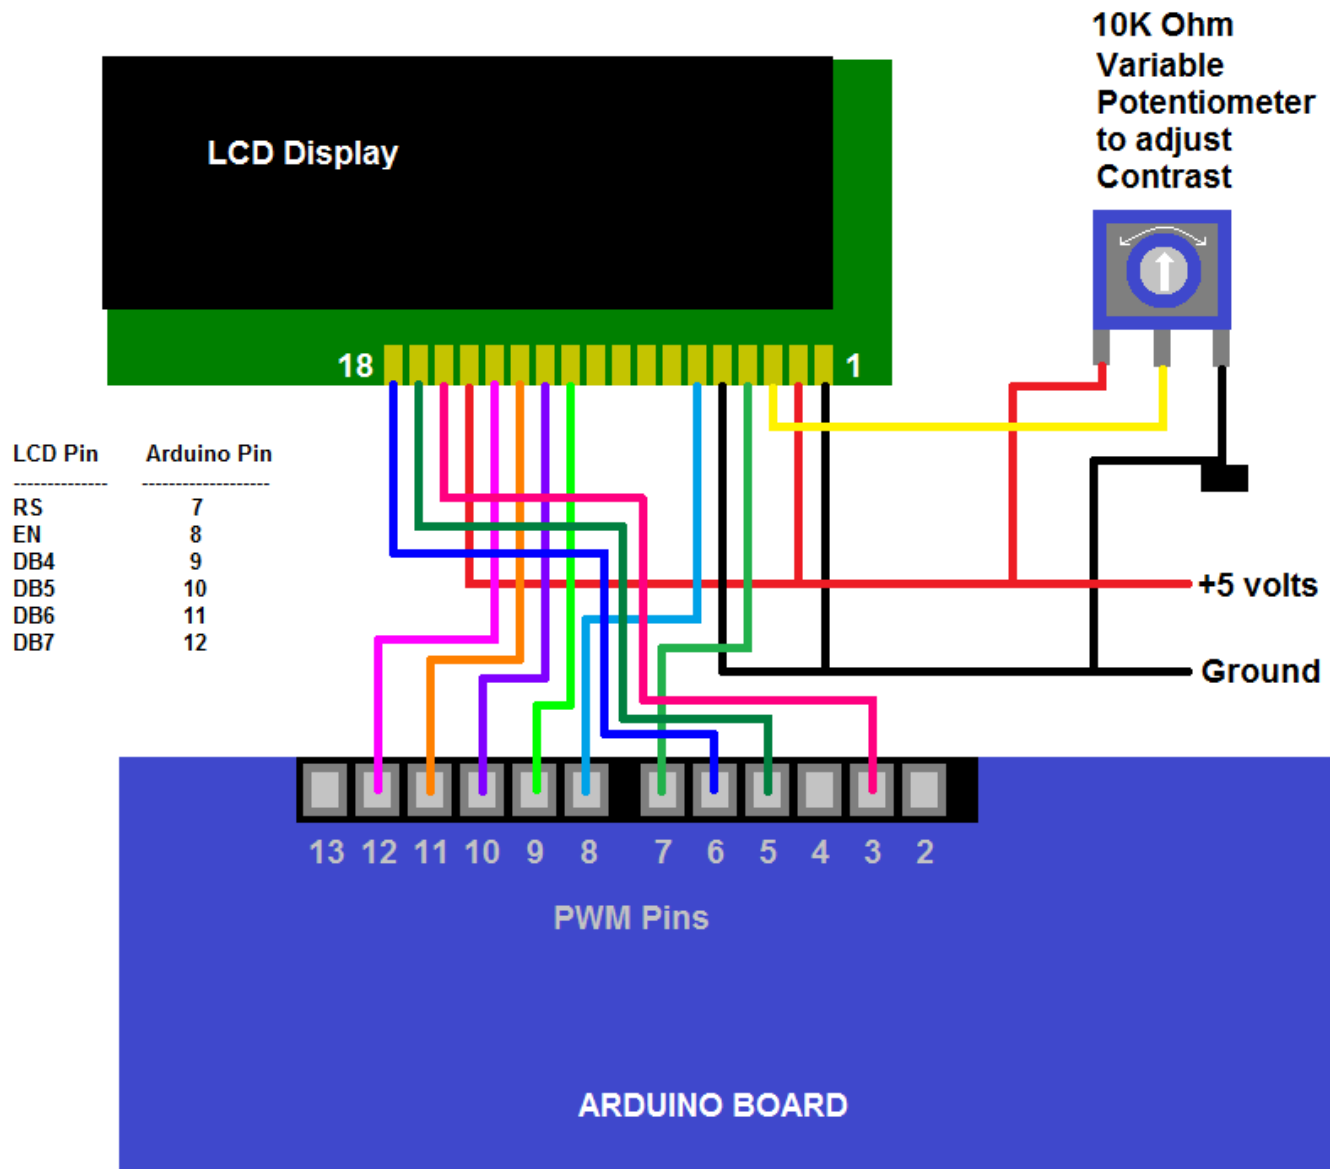 10K Ohm
Variable
Potentiometer
to adjust
Contrast
LCD Display
18 1
LCD Pin Arduino Pin
-------------- -------------------
RS 7
EN 8
DB4 9
DB5 10
DB6 11
DB7 12
+5 volts
Ground
13 12 11 10 9 8 7 6 5 4 3 2
PWM Pins
ARDUINO BOARD